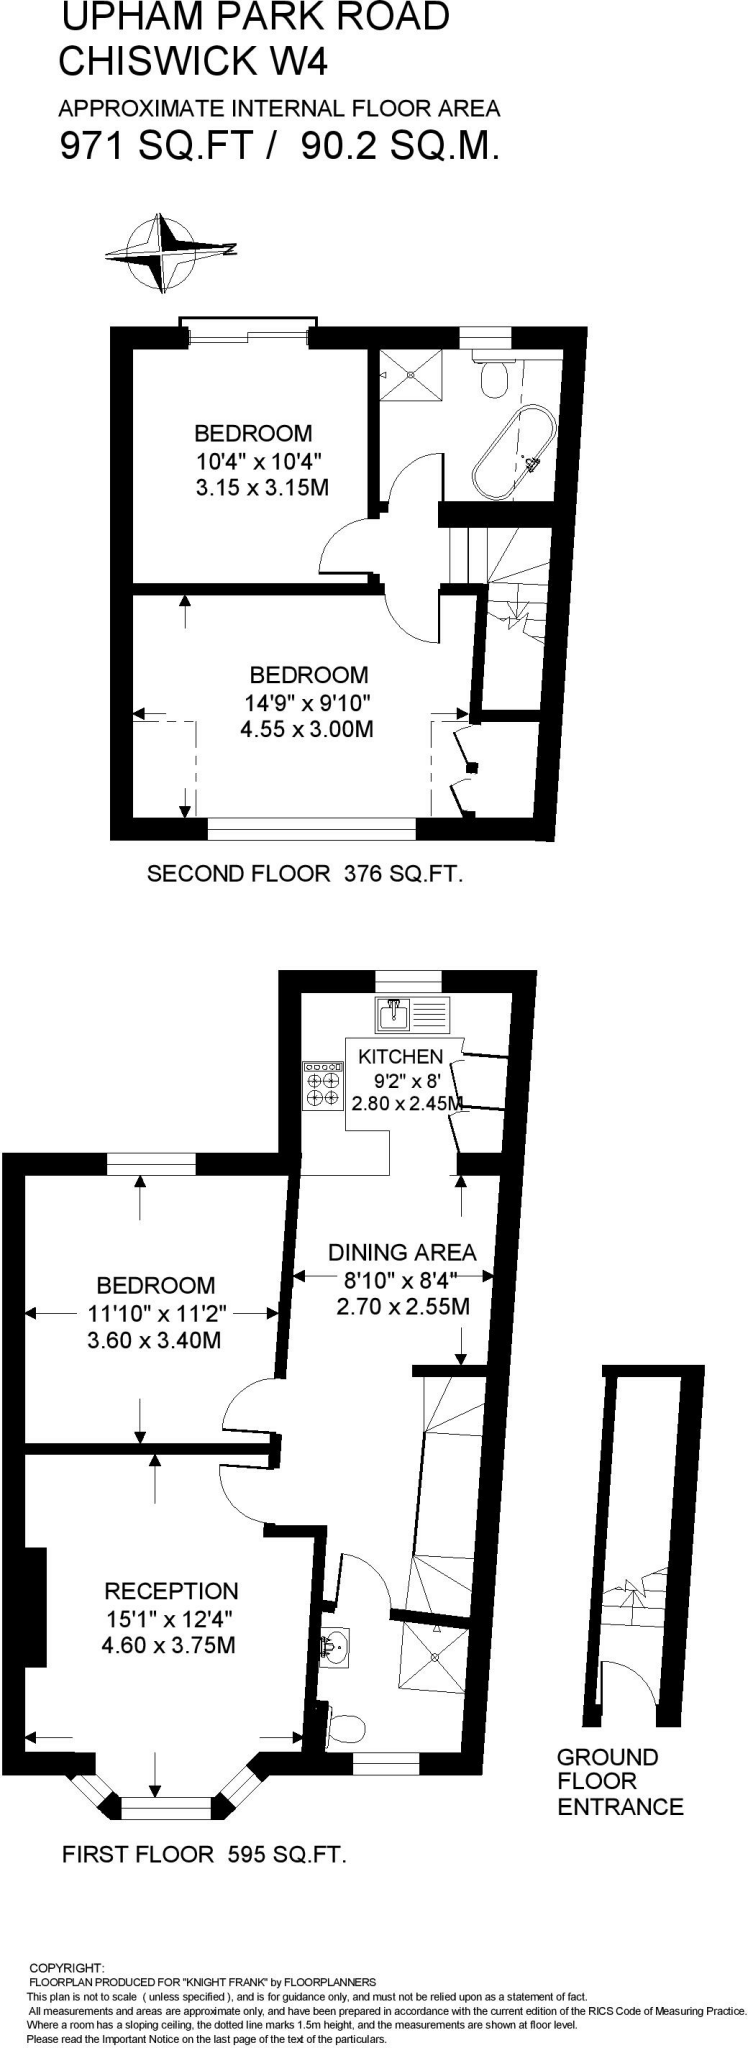 UPHAM PARK ROAD
CHISWICK W4
APPROXIMATE INTERNAL FLOOR AREA
971 SQ.FT / 90.2 SQ.M.
BEDROOM
10'4" x 10'4"
3.15 x 3.15M
BEDROOM
14'9" x 9'10"
4.55 x 3.00M
SECOND FLOOR 376 SQ.FT.
KITCHEN
9'2" x 8'
2.80 x 2.45M
DINING AREA
8'10" x 8'4"
2.70 x 2.55M
BEDROOM
11'10" x 11'2"
3.60 x 3.40M
RECEPTION
15'1" x 12'4"
4.60 x 3.75M
GROUND
FLOOR
ENTRANCE
FIRST FLOOR 595 SQ.FT.
COPYRIGHT:
FLOORPLAN PRODUCED FOR "KNIGHT FRANK" by FLOORPLANNERS
This plan is not to scale ( unless specified ), and is for guidance only, and must not be relied upon as a statement of fact.
All measurements and areas are approximate only, and have been prepared in accordance with the current edition of the RICS Code of Measuring Practice.
Where a room has a sloping ceiling, the dotted line marks 1.5m height, and the measurements are shown at floor level.
Please read the Important Notice on the last page of the text of the particulars.